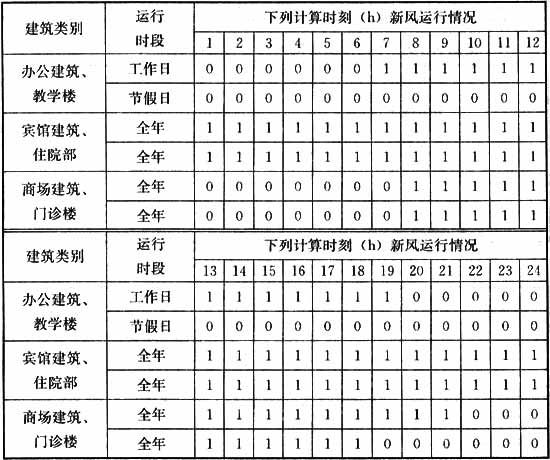 建筑类别 运行时段 下列计算时刻（h）新风运行情况
1 2 3 4 5 6 7 8 9 10 11 12
办公建筑、教学楼 工作日 0 0 0 0 0 0 1 1 1 1 1 1
节假日 0 0 0 0 0 0 0 0 0 0 0 0
宾馆建筑、住院部 全年 1 1 1 1 1 1 1 1 1 1 1 1
全年 1 1 1 1 1 1 1 1 1 1 1 1
商场建筑、门诊楼 全年 0 0 0 0 0 0 0 1 1 1 1 1
全年 0 0 0 0 0 0 0 1 1 1 1 1
建筑类别 运行时段 下列计算时刻（h）新风运行情况
13 14 15 16 17 18 19 20 21 22 23 24
办公建筑、教学楼 工作日 1 1 1 1 1 1 1 0 0 0 0 0
节假日 0 0 0 0 0 0 0 0 0 0 0 0
宾馆建筑、住院部 全年 1 1 1 1 1 1 1 1 1 1 1 1
全年 1 1 1 1 1 1 1 1 1 1 1 1
商场建筑、门诊楼 全年 1 1 1 1 1 1 1 1 1 0 0 0
全年 1 1 1 1 1 1 0 0 0 0 0 0